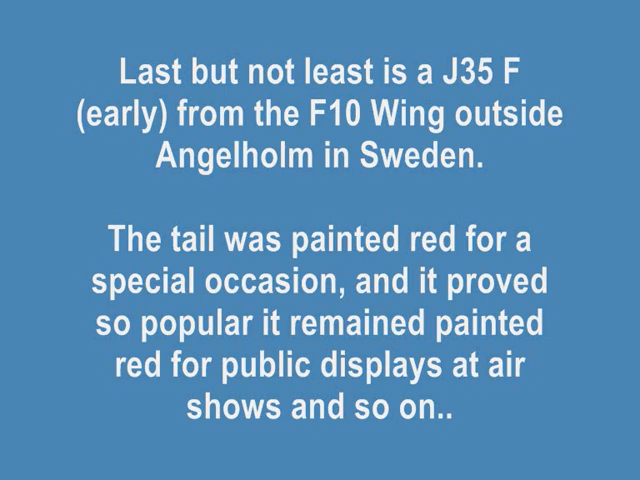 Last but not least is a J35 F
(early) from the F10 Wing outside
Angelholm in Sweden.
The tail was painted red for a
special occasion, and it proved
so popular it remained painted
red for public displays at air
shows and so on..